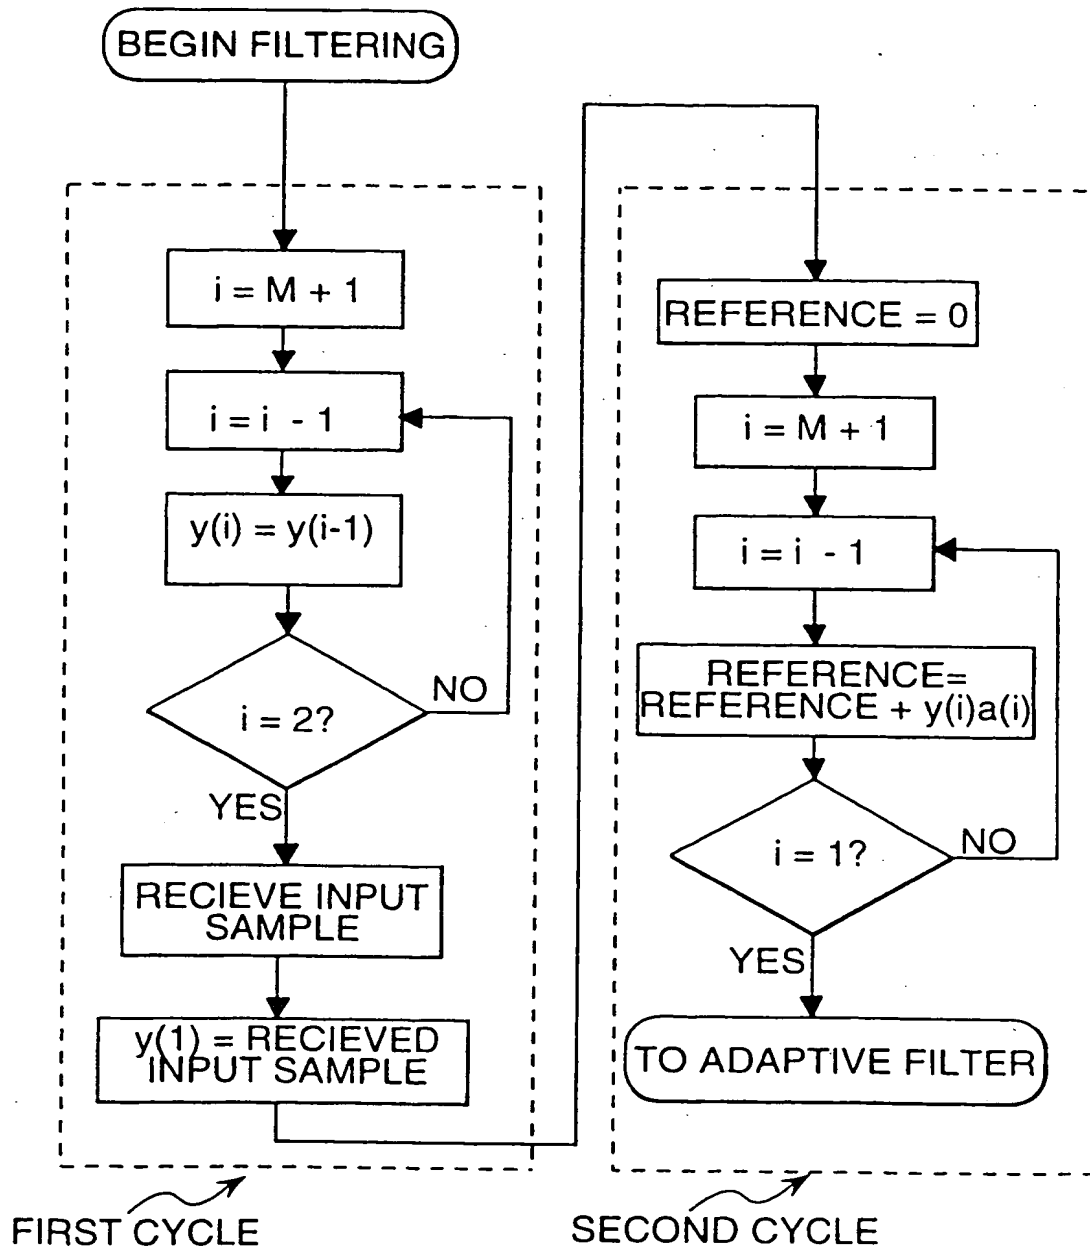 BEGIN FILTERING
i = M + 1
i = i - 1
y(i) = y(i-1)
i = 2?
NO
YES
RECIEVE INPUT
SAMPLE
y(1) = RECIEVED
INPUT SAMPLE
FIRST CYCLE
REFERENCE = 0
i = M + 1
i = i - 1
REFERENCE=
REFERENCE + y(i)a(i)
i = 1?
NO
YES
TO ADAPTIVE FILTER
SECOND CYCLE